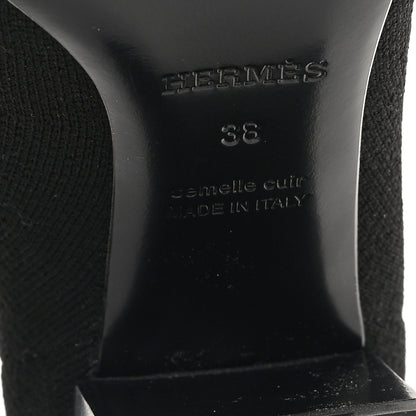 HERMÈS
38
semelle cuir
MADE IN ITALY